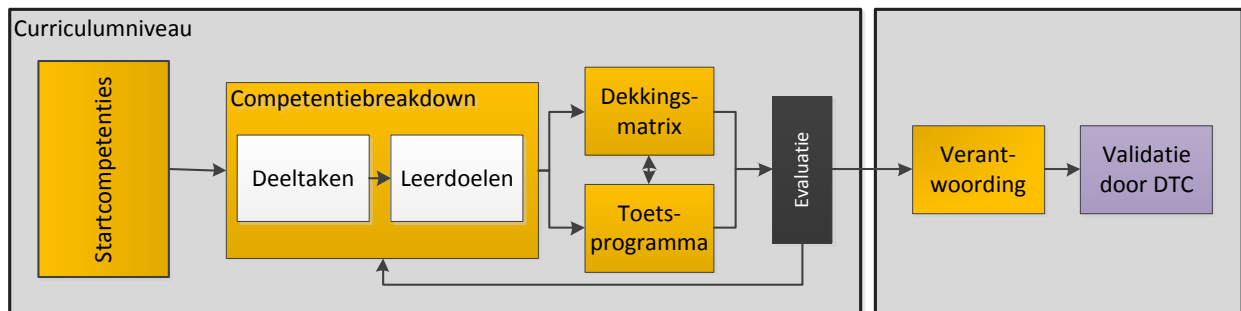 Curriculumniveau
Startcompetenties
Competentiebreakdown
Deeltaken
Leerdoelen
Dekkings-
matrix
Toets-
programma
Evaluatie
Verant-
woording
Validatie
door DTC